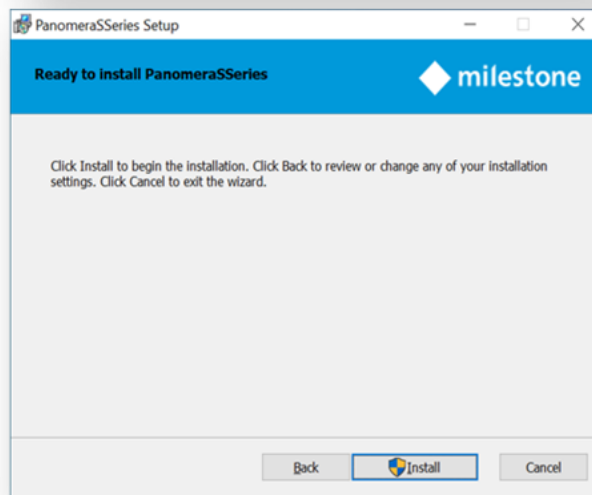 PanomeraSSeries Setup
Ready to install PanomeraSSeries
milestone
Click Install to begin the installation. Click Back to review or change any of your installation
settings. Click Cancel to exit the wizard.
Back
Install
Cancel